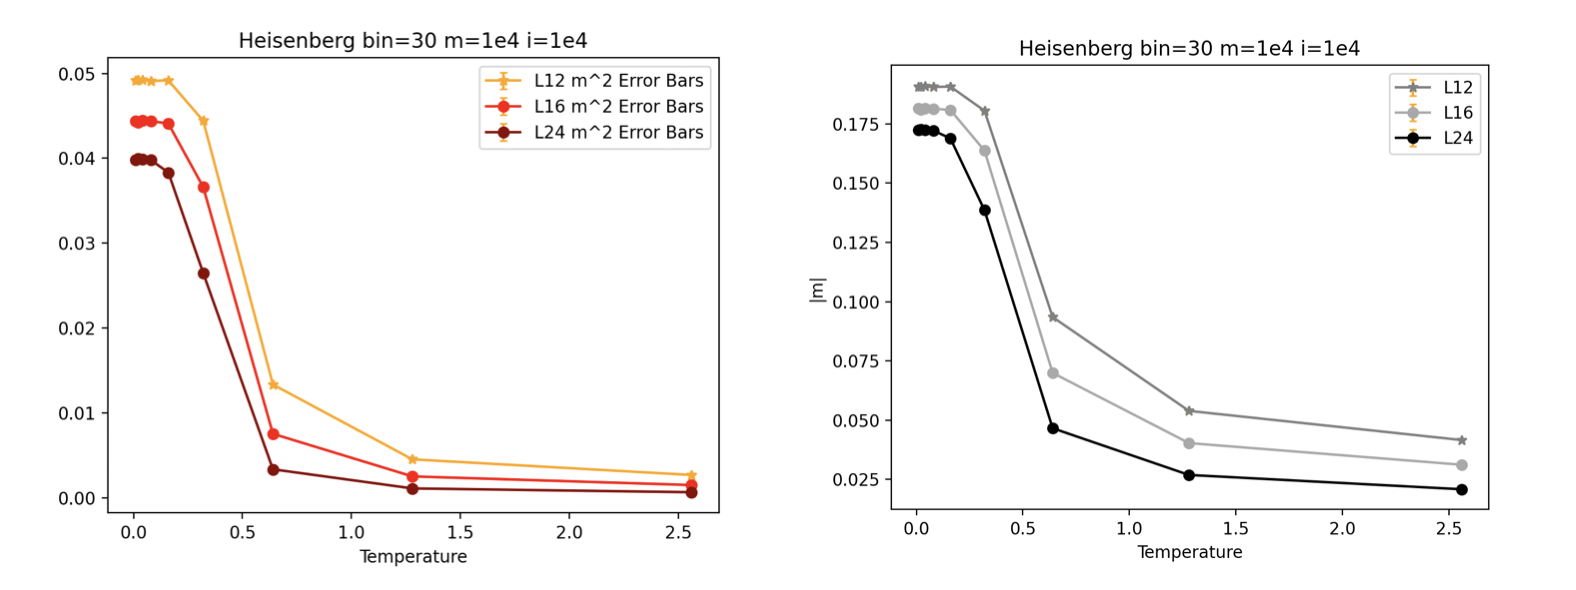 Heisenberg bin=30 m=1e4 i=1e4
0.05
0.04
0.03
0.02
0.01
0.00
L12 m^2 Error Bars
L16 m^2 Error Bars
L24 m^2 Error Bars
0.0 0.5 1.0 1.5 2.0 2.5
Temperature
Heisenberg bin=30 m=1e4 i=1e4
|m|
0.175
0.150
0.125
0.100
0.075
0.050
0.025
L12
L16
L24
0.0 0.5 1.0 1.5 2.0 2.5
Temperature